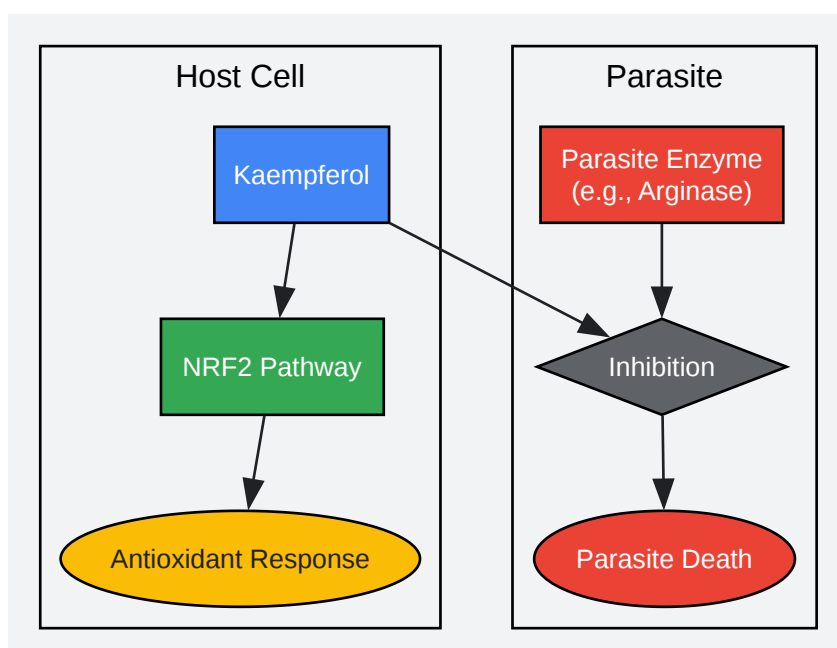 Host Cell
Kaempferol
NRF2 Pathway
Antioxidant Response
Parasite
Parasite Enzyme
(e.g., Arginase)
Inhibition
Parasite Death